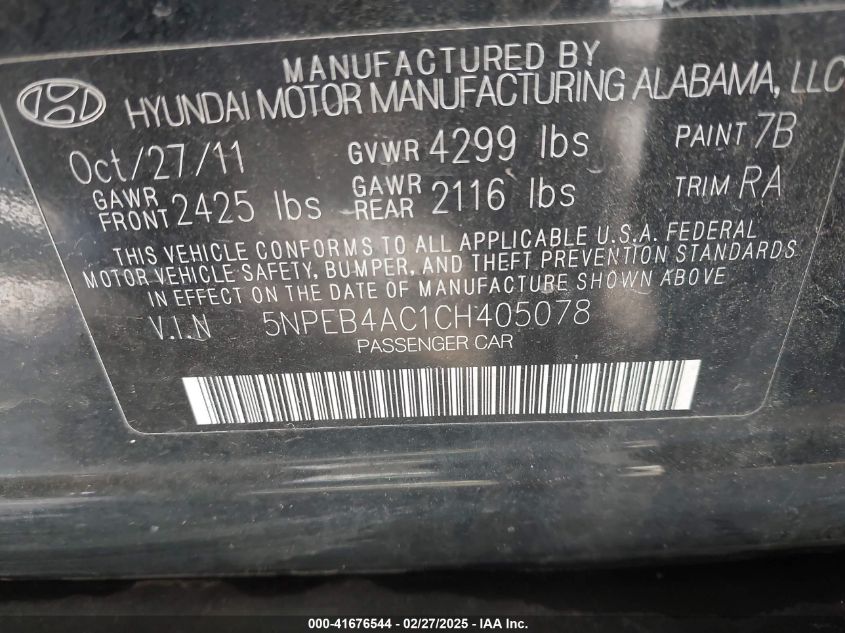 MANUFACTURED BY
HYUNDAI MOTOR MANUFACTURING ALABAMA, LLC
Oct/27/11 GVWR 4299 lbs PAINT 7B
GAWR FRONT 2425 lbs GAWR REAR 2116 lbs TRIM RA
THIS VEHICLE CONFORMS TO ALL APPLICABLE U.S.A. FEDERAL
MOTOR VEHICLE SAFETY, BUMPER, AND THEFT PREVENTION STANDARDS
IN EFFECT ON THE DATE OF MANUFACTURE SHOWN ABOVE
V.I.N 5NPEB4AC1CH405078
PASSENGER CAR
000-41676544 - 02/27/2025 - IAA Inc.